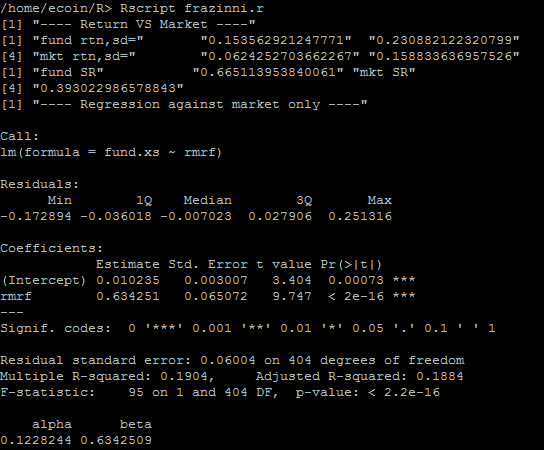 /home/ecoin/R> Rscript frazinni.r
[1] "---- Return VS Market ----"
[1] "fund rtn,sd="       "0.153562921247771"  "0.230882122320799"
[4] "mkt rtn,sd="        "0.0624252703662267" "0.158833636957526"
[1] "fund SR"           "0.665113953840061" "mkt SR"
[4] "0.393022986578843"
[1] "---- Regression against market only ----"

Call:
lm(formula = fund.xs ~ rmrf)

Residuals:
      Min        1Q    Median        3Q       Max
-0.172894 -0.036018 -0.007023  0.027906  0.251316

Coefficients:
            Estimate Std. Error t value Pr(>|t|)
(Intercept) 0.010235   0.003007   3.404  0.00073 ***
rmrf        0.634251   0.065072   9.747  < 2e-16 ***
---
Signif. codes:  0 '***' 0.001 '**' 0.01 '*' 0.05 '.' 0.1 ' ' 1

Residual standard error: 0.06004 on 404 degrees of freedom
Multiple R-squared: 0.1904,     Adjusted R-squared: 0.1884
F-statistic:    95 on 1 and 404 DF,  p-value: < 2.2e-16

    alpha      beta
0.1228244 0.6342509